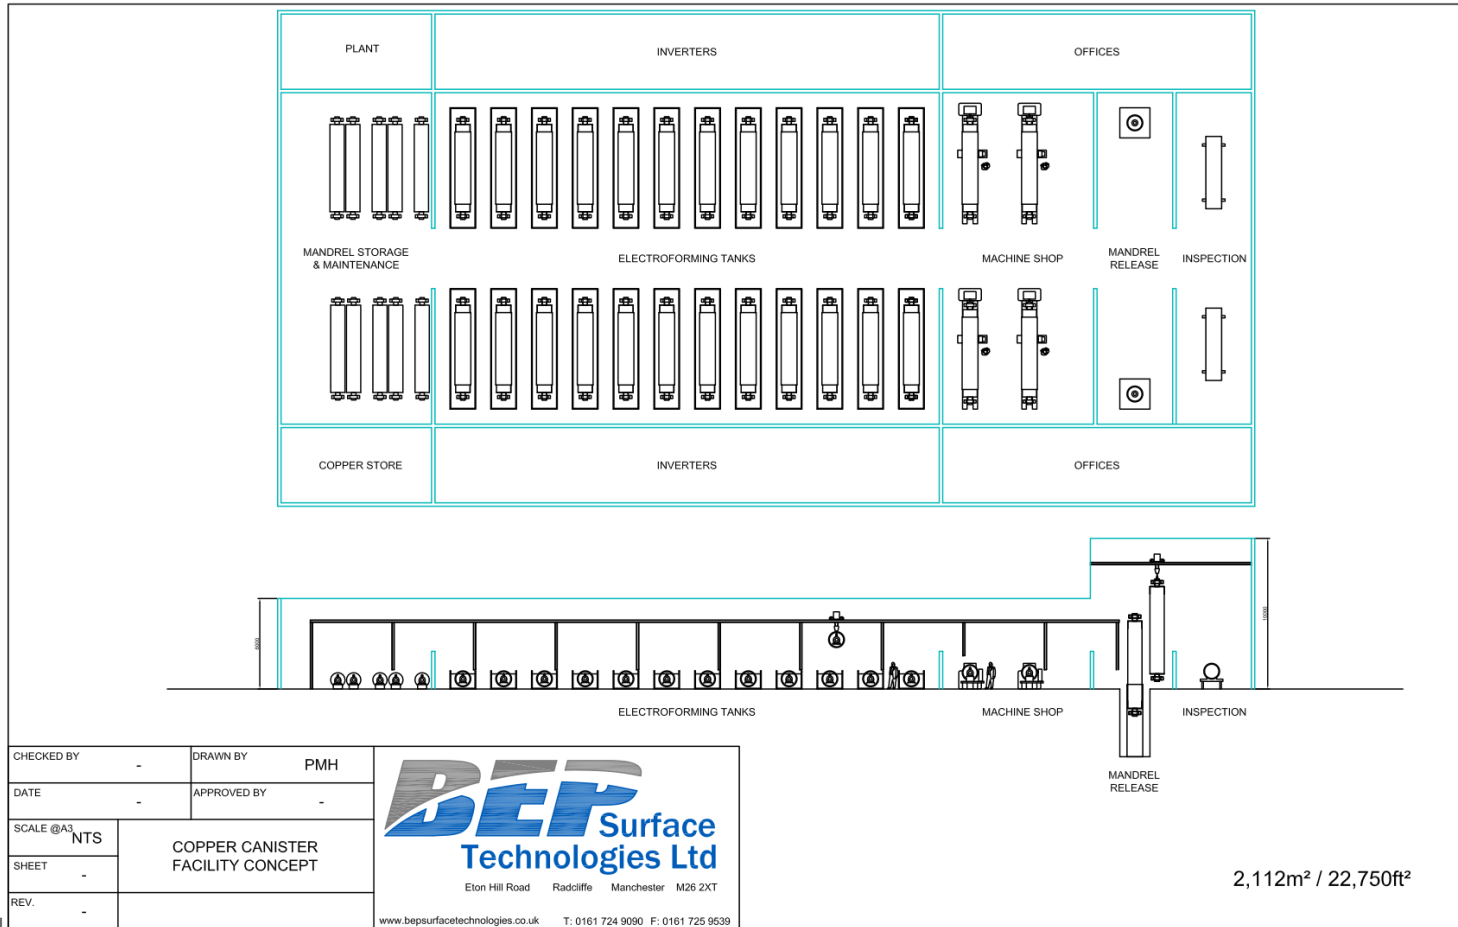 PLANT
INVERTERS
OFFICES
MANDREL STORAGE
& MAINTENANCE
ELECTROFORMING TANKS
MACHINE SHOP
MANDREL
RELEASE
INSPECTION
COPPER STORE
INVERTERS
OFFICES
ELECTROFORMING TANKS
MACHINE SHOP
INSPECTION
MANDREL
RELEASE
CHECKED BY
-
DRAWN BY
PMH
DATE
-
APPROVED BY
-
SCALE @A3
NTS
SHEET
-
REV.
-
COPPER CANISTER
FACILITY CONCEPT
BEP Surface
Technologies Ltd
Eton Hill Road Radcliffe Manchester M26 2XT
www.bepsurfacetechnologies.co.uk T: 0161 724 9090 F: 0161 725 9539
2,112m² / 22,750ft²